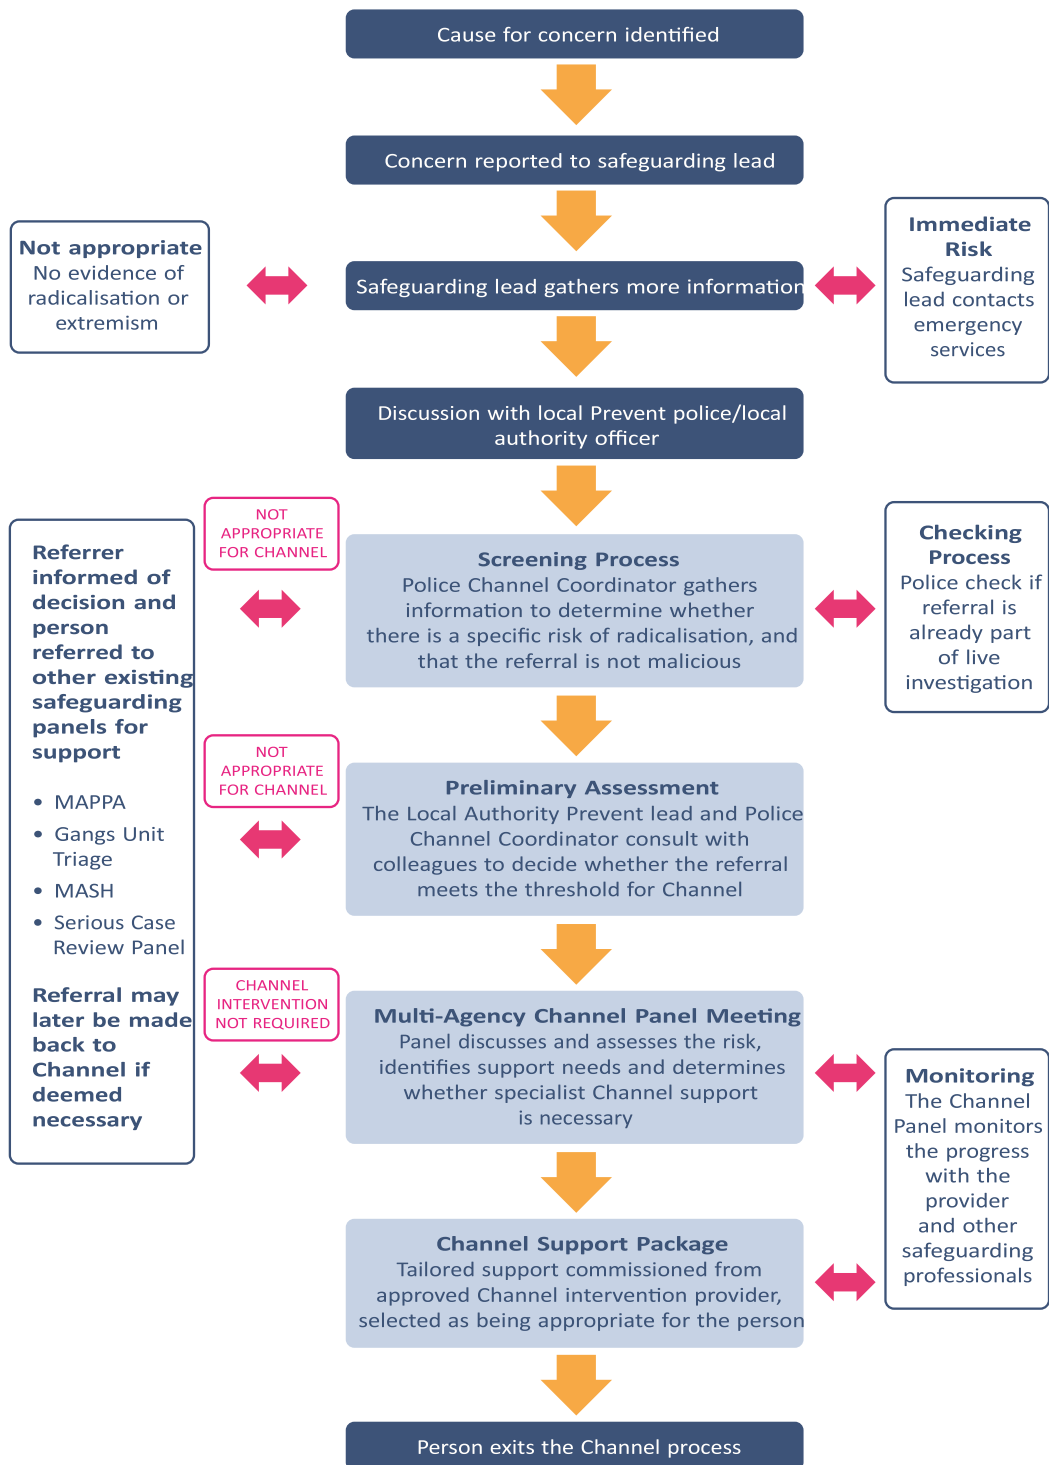 Cause for concern identified
Concern reported to safeguarding lead
Not appropriate
No evidence of
radicalisation or
extremism
Safeguarding lead gathers more information
Immediate
Risk
Safeguarding
lead contacts
emergency
services
Discussion with local Prevent police/local
authority officer
Referrer
informed of
decision and
person
referred to
other existing
safeguarding
panels for
support
• MAPPA
• Gangs Unit
Triage
• MASH
• Serious Case
Review Panel
Referral may
later be made
back to
Channel if
deemed
necessary
NOT
APPROPRIATE
FOR CHANNEL
Screening Process
Police Channel Coordinator gathers
information to determine whether
there is a specific risk of radicalisation, and
that the referral is not malicious
Checking
Process
Police check if
referral is
already part
of live
investigation
NOT
APPROPRIATE
FOR CHANNEL
Preliminary Assessment
The Local Authority Prevent lead and Police
Channel Coordinator consult with
colleagues to decide whether the referral
meets the threshold for Channel
CHANNEL
INTERVENTION
NOT REQUIRED
Multi-Agency Channel Panel Meeting
Panel discusses and assesses the risk,
identifies support needs and determines
whether specialist Channel support
is necessary
Monitoring
The Channel
Panel monitors
the progress
with the
provider
and other
safeguarding
professionals
Channel Support Package
Tailored support commissioned from
approved Channel intervention provider,
selected as being appropriate for the person
Person exits the Channel process